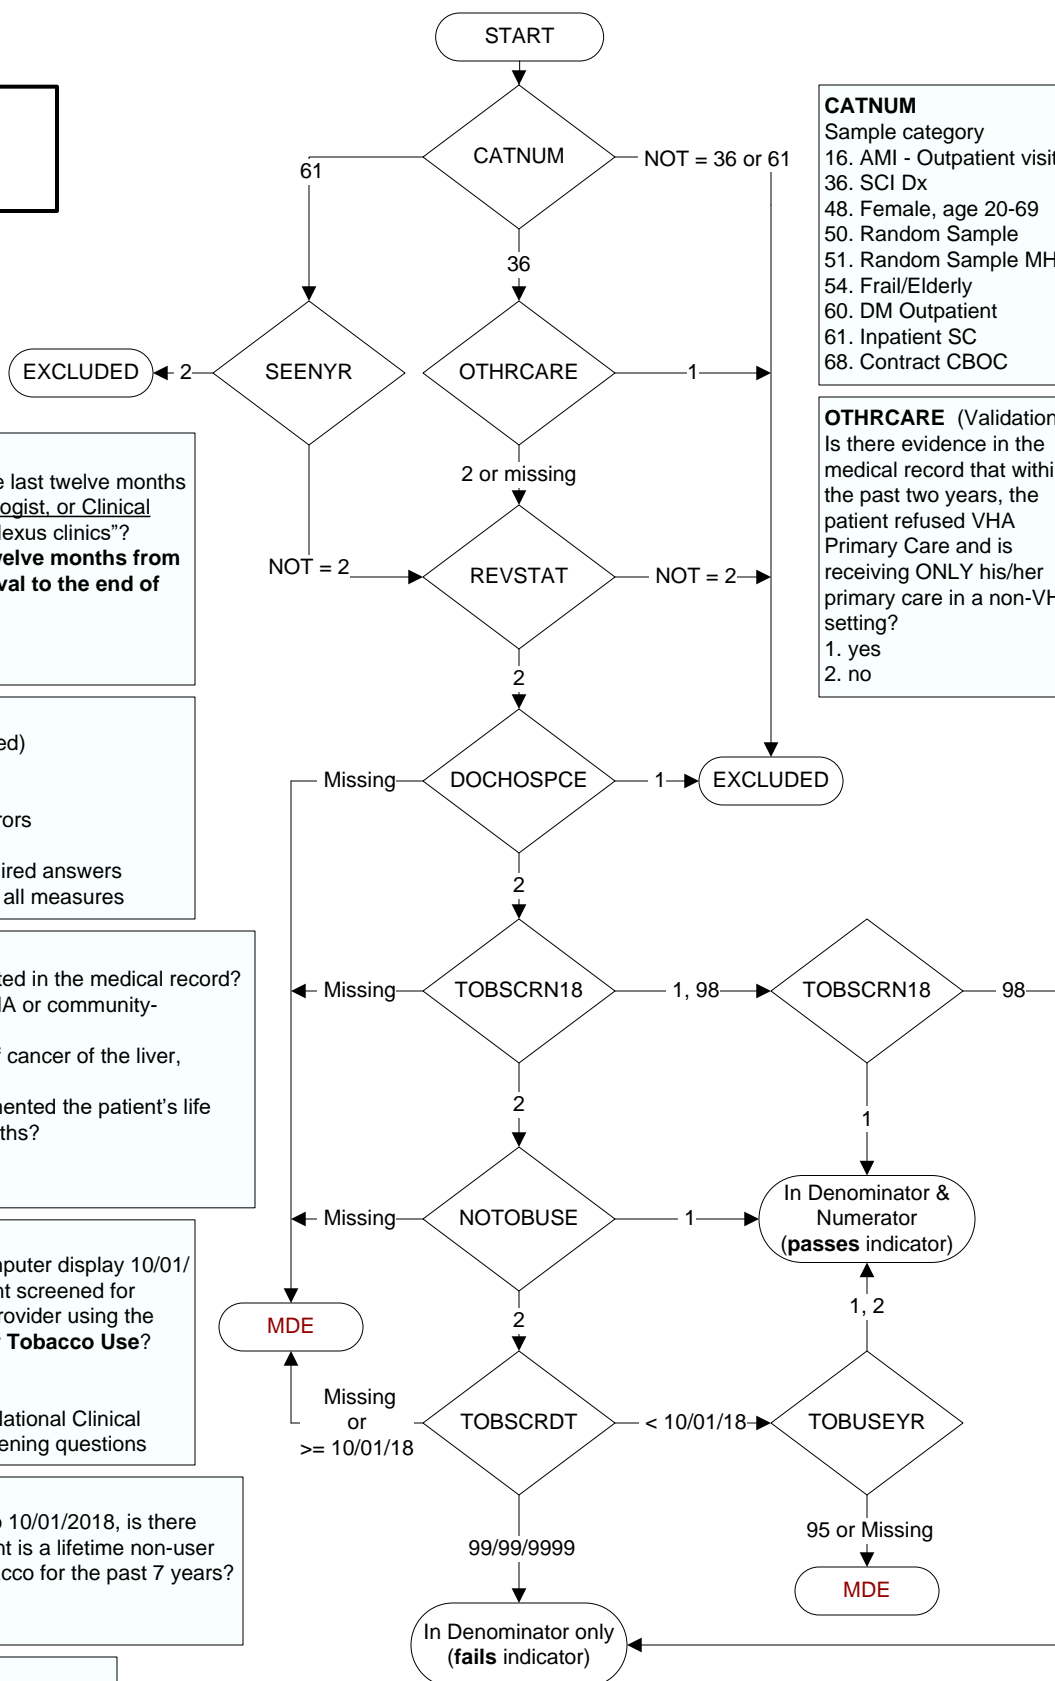 START
CATNUM
61
NOT = 36 or 61
36
CATNUM
Sample category
16. AMI - Outpatient visit
36. SCI Dx
48. Female, age 20-69
50. Random Sample
51. Random Sample MH
54. Frail/Elderly
60. DM Outpatient
61. Inpatient SC
68. Contract CBOC
EXCLUDED
2
SEENYR
OTHRCARE
1
OTHRCARE (Validation
Is there evidence in the
medical record that withi
the past two years, the
patient refused VHA
Primary Care and is
receiving ONLY his/her
primary care in a non-VH
setting?
1. yes
2. no
e last twelve months
ogist, or Clinical
lexus clinics”?
welve months from
val to the end of
2 or missing
NOT = 2
REVSTAT
NOT = 2
2
ed)
rors
ired answers
all measures
Missing
DOCHOSPCE
1
EXCLUDED
2
ted in the medical record?
HA or community-
f cancer of the liver,
mented the patient’s life
ths?
Missing
TOBSCRN18
1, 98
TOBSCRN18
98
2
1
Missing
NOTOBUSE
1
In Denominator &
Numerator
(passes indicator)
nputer display 10/01/
nt screened for
rovider using the
r Tobacco Use?
National Clinical
ening questions
MDE
2
1, 2
Missing
or
>= 10/01/18
TOBSCRDT
< 10/01/18
TOBUSEYR
o 10/01/2018, is there
nt is a lifetime non-user
acco for the past 7 years?
99/99/9999
95 or Missing
MDE
In Denominator only
(fails indicator)